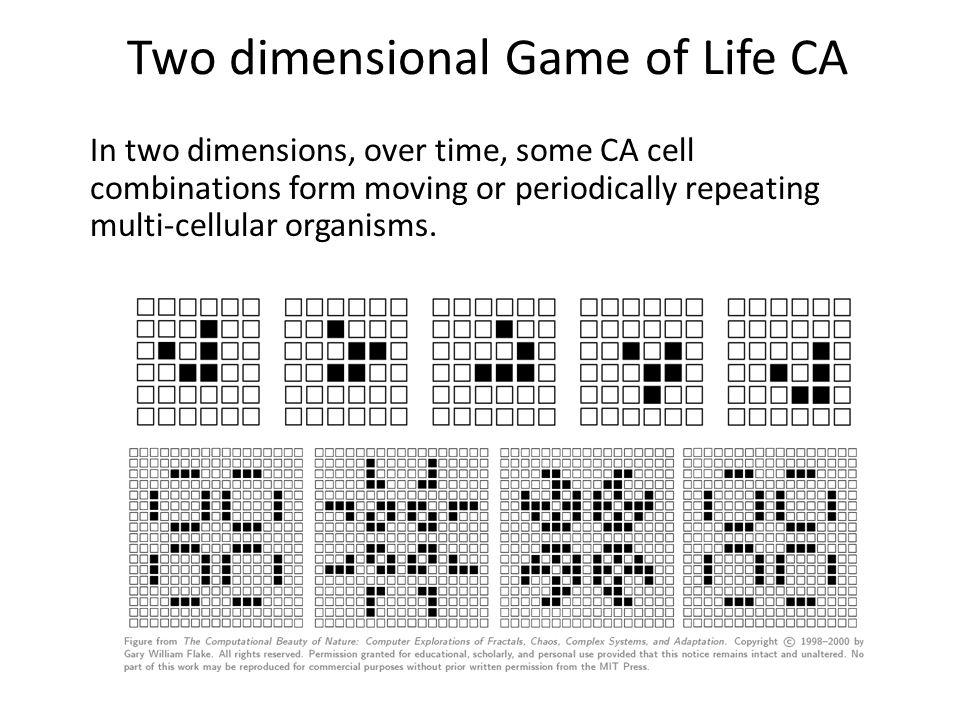 Two dimensional Game of Life CA
In two dimensions, over time, some CA cell
combinations form moving or periodically repeating
multi-cellular organisms.
Figure from The Computational Beauty of Nature: Computer Explorations of Fractals, Chaos, Complex Systems, and Adaptation. Copyright © 1998–2000 by
Gary William Flake. All rights reserved. Permission granted for educational, scholarly, and personal use provided that this notice remains intact and unaltered. No
part of this work may be reproduced for commercial purposes without prior written permission from the MIT Press.